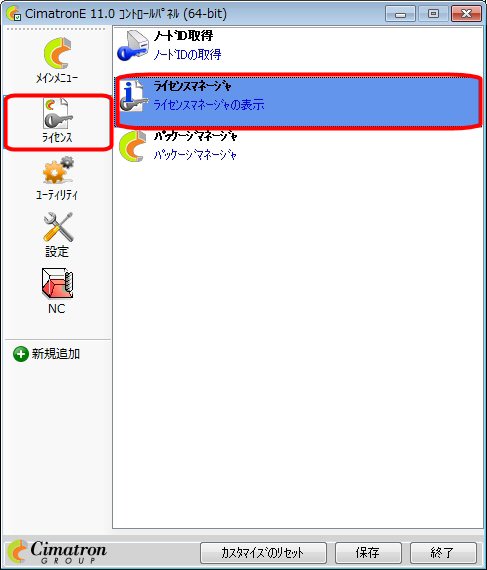 CimatronE 11.0 ｺﾝﾄﾛｰﾙﾊﾟﾈﾙ (64-bit)
ﾒｲﾝﾒﾆｭｰ
ﾗｲｾﾝｽ
ﾕｰﾃｨﾘﾃｨ
設定
NC
新規追加
ﾉｰﾄﾞID取得
ﾉｰﾄﾞIDの取得
ﾗｲｾﾝｽﾏﾈｰｼﾞｬ
ﾗｲｾﾝｽﾏﾈｰｼﾞｬの表示
ﾊﾟｯｹｰｼﾞﾏﾈｰｼﾞｬ
ﾊﾟｯｹｰｼﾞﾏﾈｰｼﾞｬ
Cimatron
GROUP
ｶｽﾀﾏｲｽﾞのﾘｾｯﾄ
保存
終了